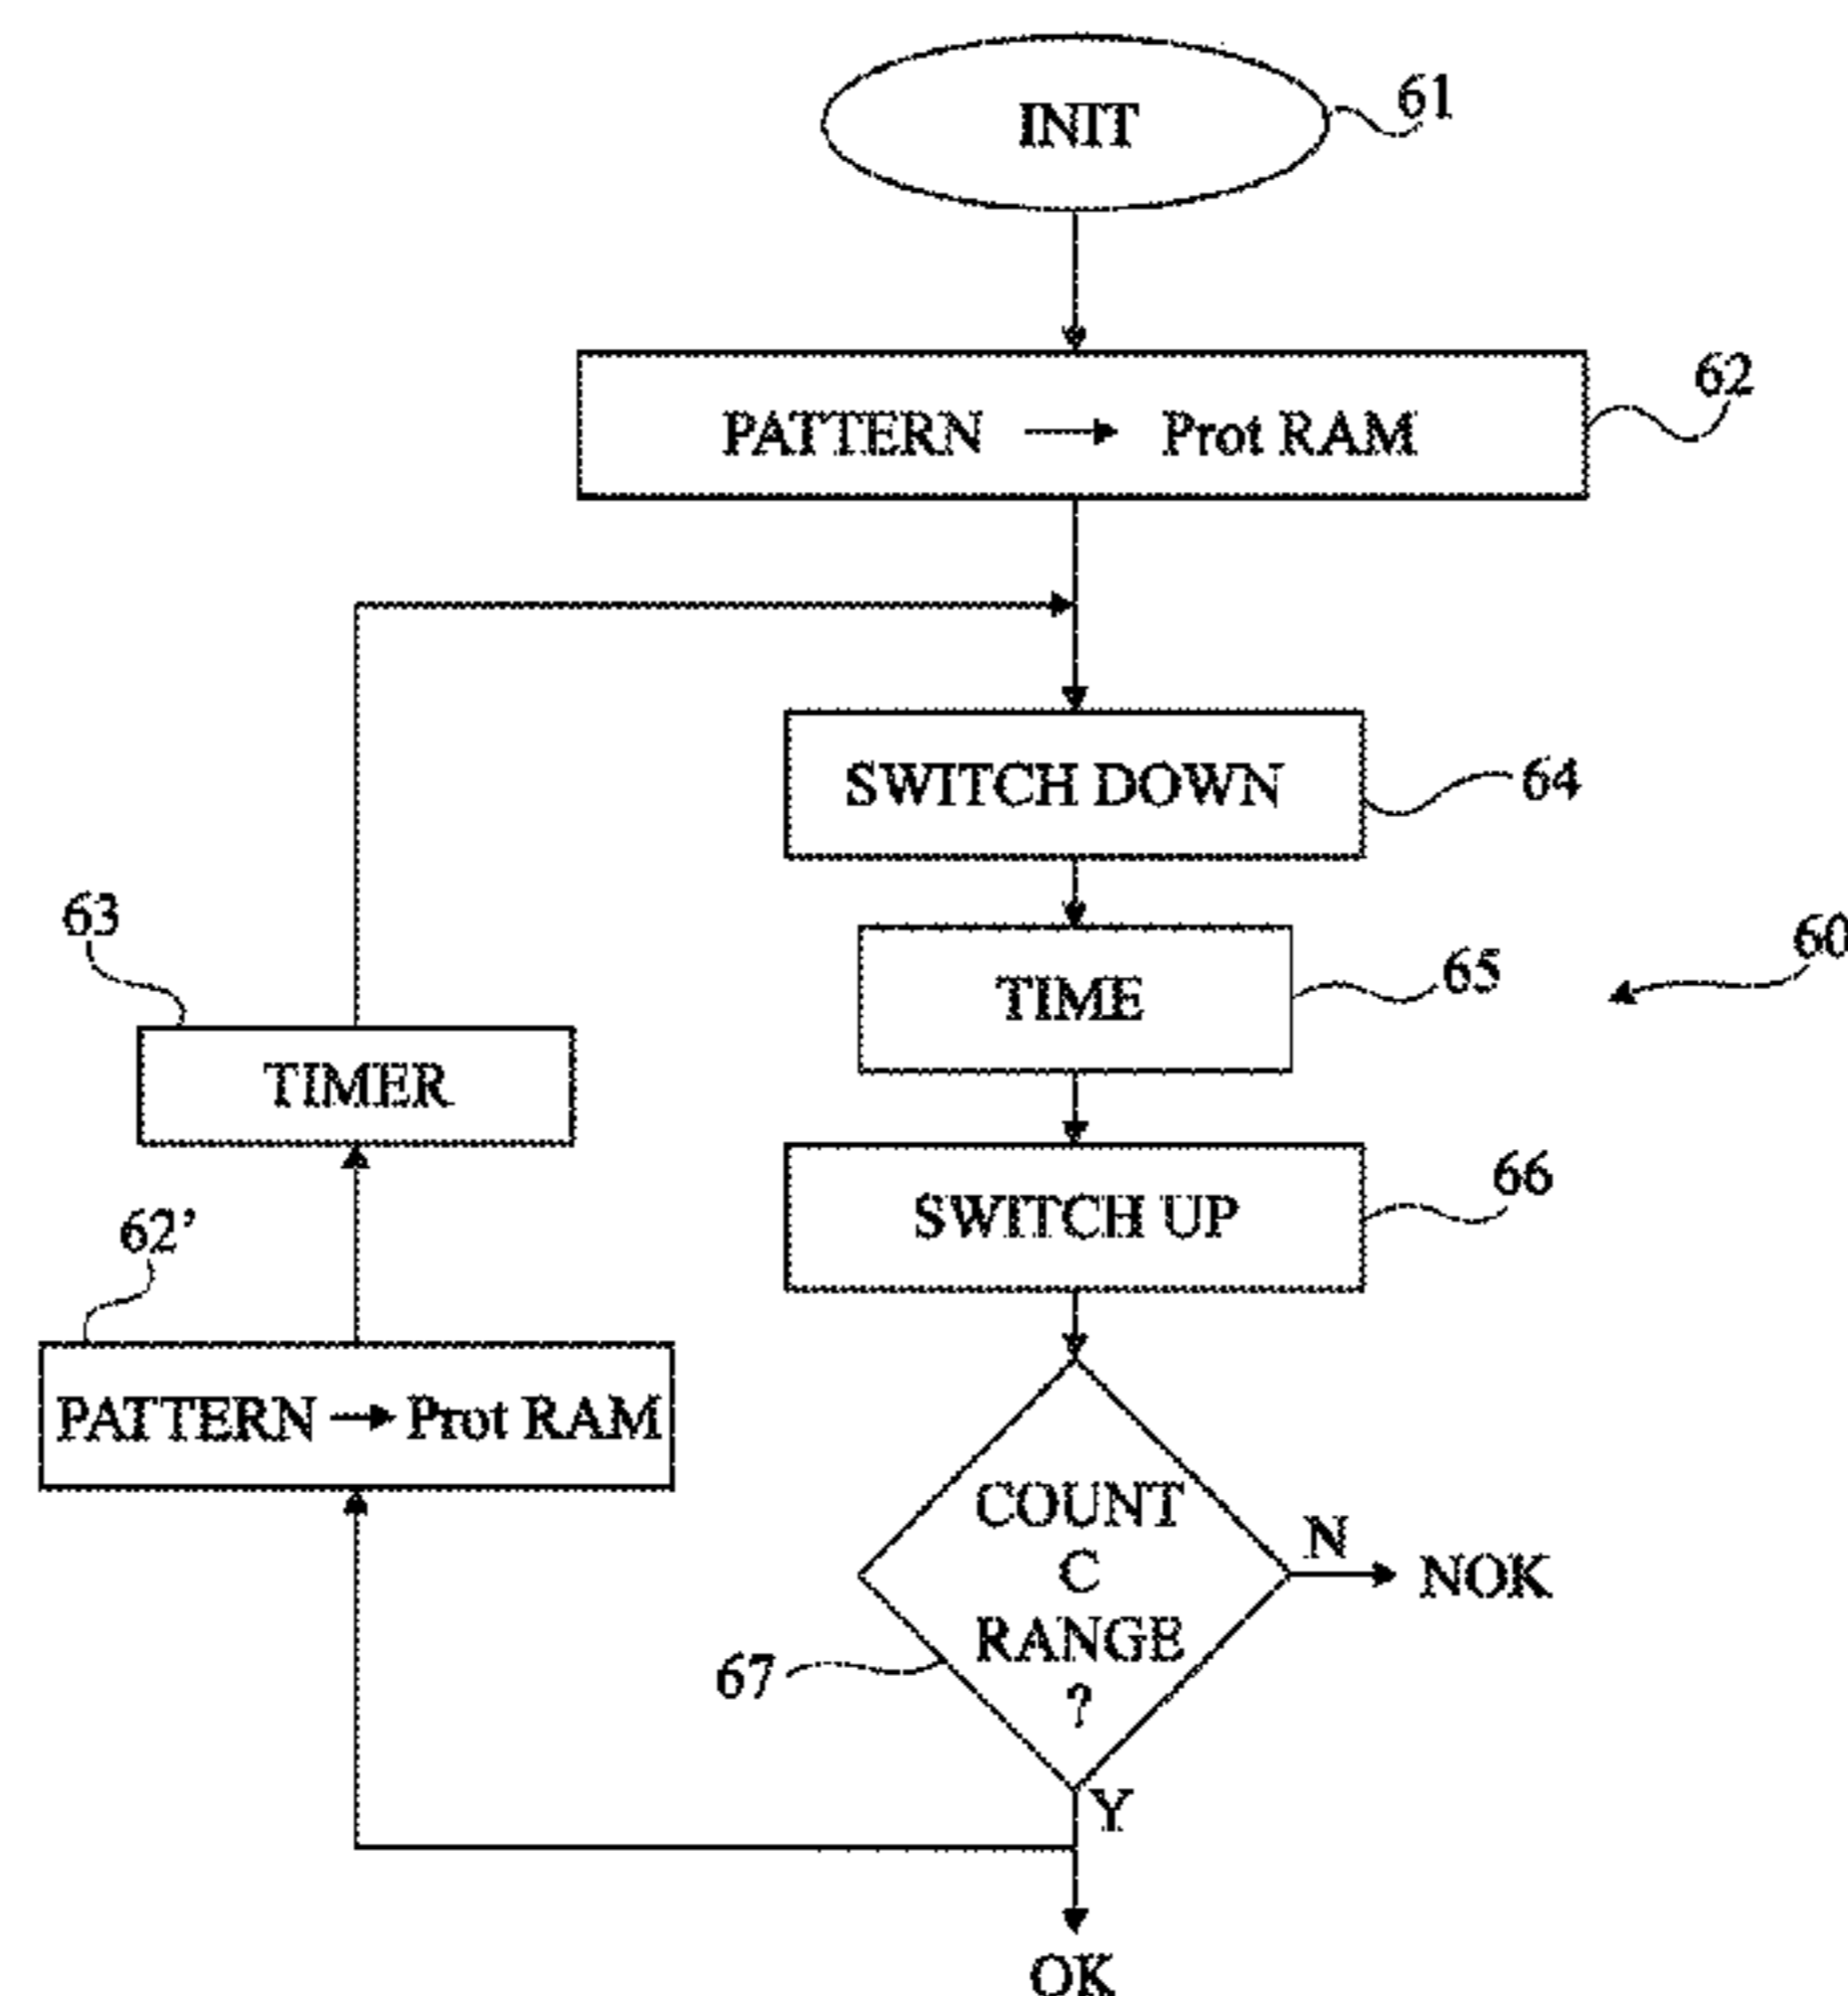 INIT
61
PATTERN → Prot RAM
62
SWITCH DOWN
64
63
TIME
65
60
TIMER
SWITCH UP
66
62’
PATTERN → Prot RAM
COUNT
C
RANGE
?
N
NOK
67
Y
OK